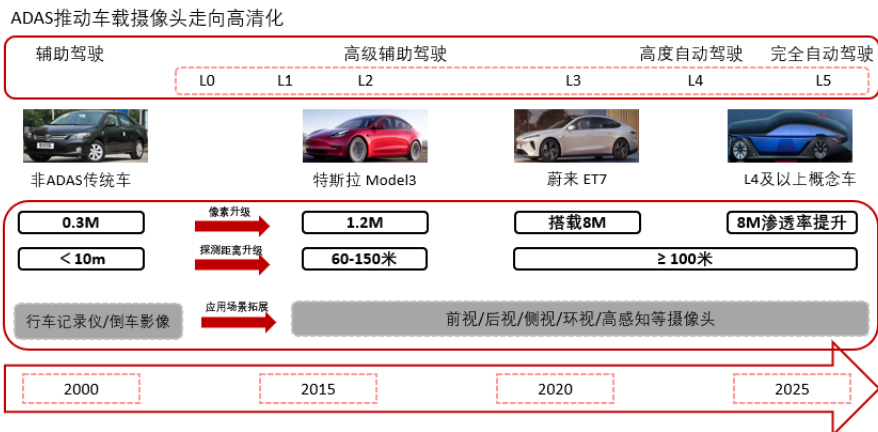 ADAS推动车载摄像头走向高清化
辅助驾驶 高级辅助驾驶 高度自动驾驶 完全自动驾驶
L0 L1 L2 L3 L4 L5
非ADAS传统车 特斯拉 Model3 蔚来 ET7 L4及以上概念车
0.3M 像素升级 1.2M 搭载8M 8M渗透率提升
＜10m 探测距离升级 60-150米 ≥ 100米
行车记录仪/倒车影像 应用场景拓展 前视/后视/侧视/环视/高感知等摄像头
2000 2015 2020 2025